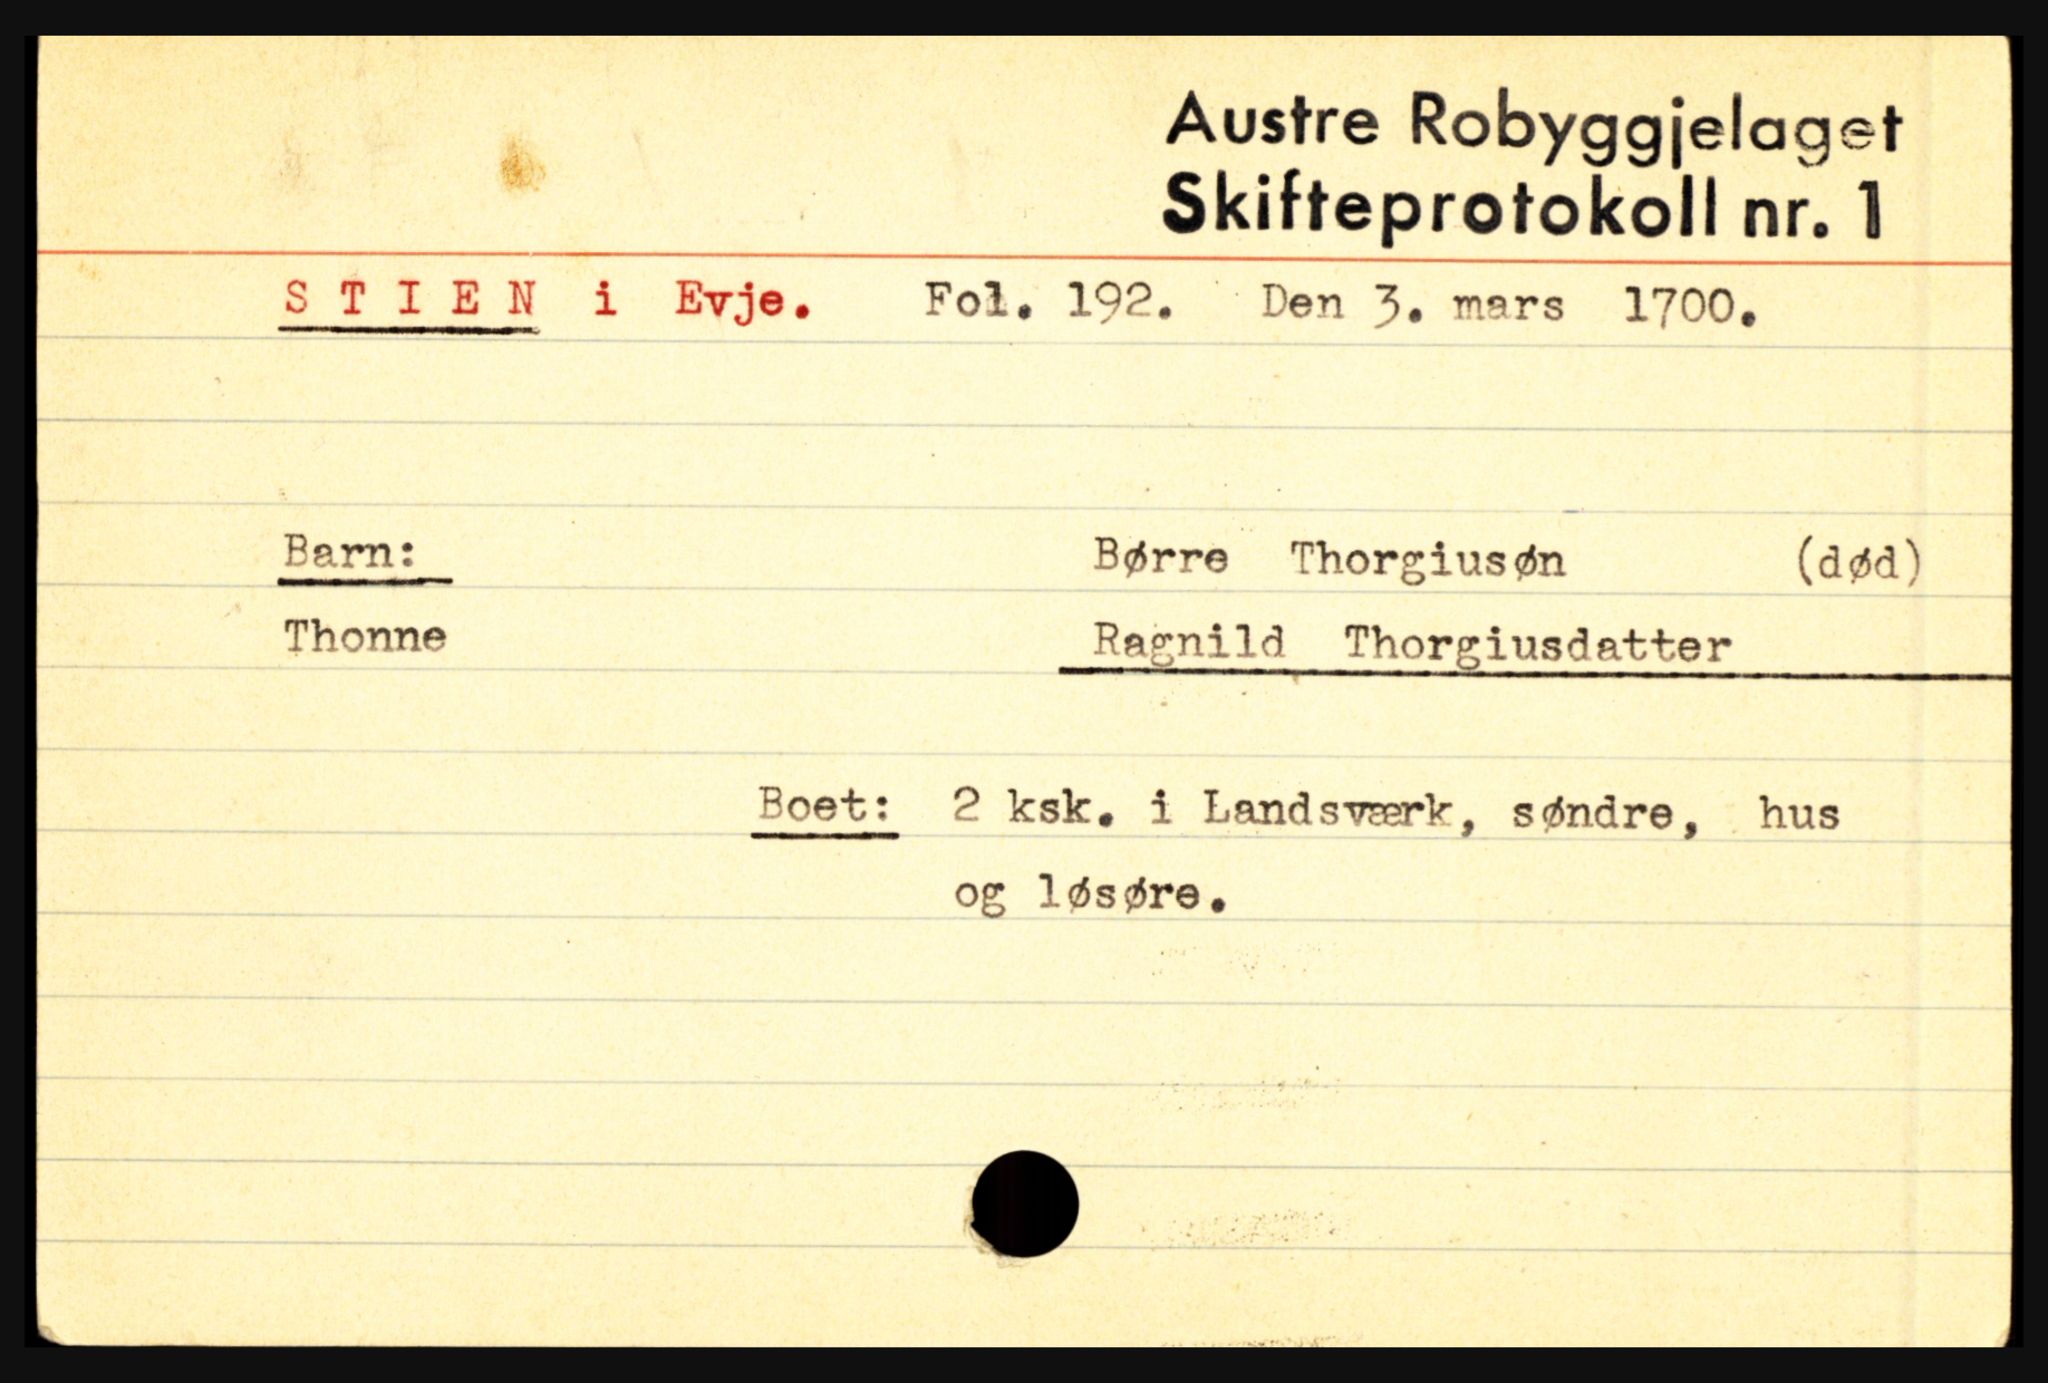 Austre Robyggjelaget
Skifteprotokoll nr. 1
S T I E N i Evje. Fol. 192. Den 3. mars 1700.
Barn: Børre Thorgiusøn (død)
Thonne Ragnild Thorgiusdatter
Boet: 2 ksk. i Landsværk, søndre, hus
og løsøre.